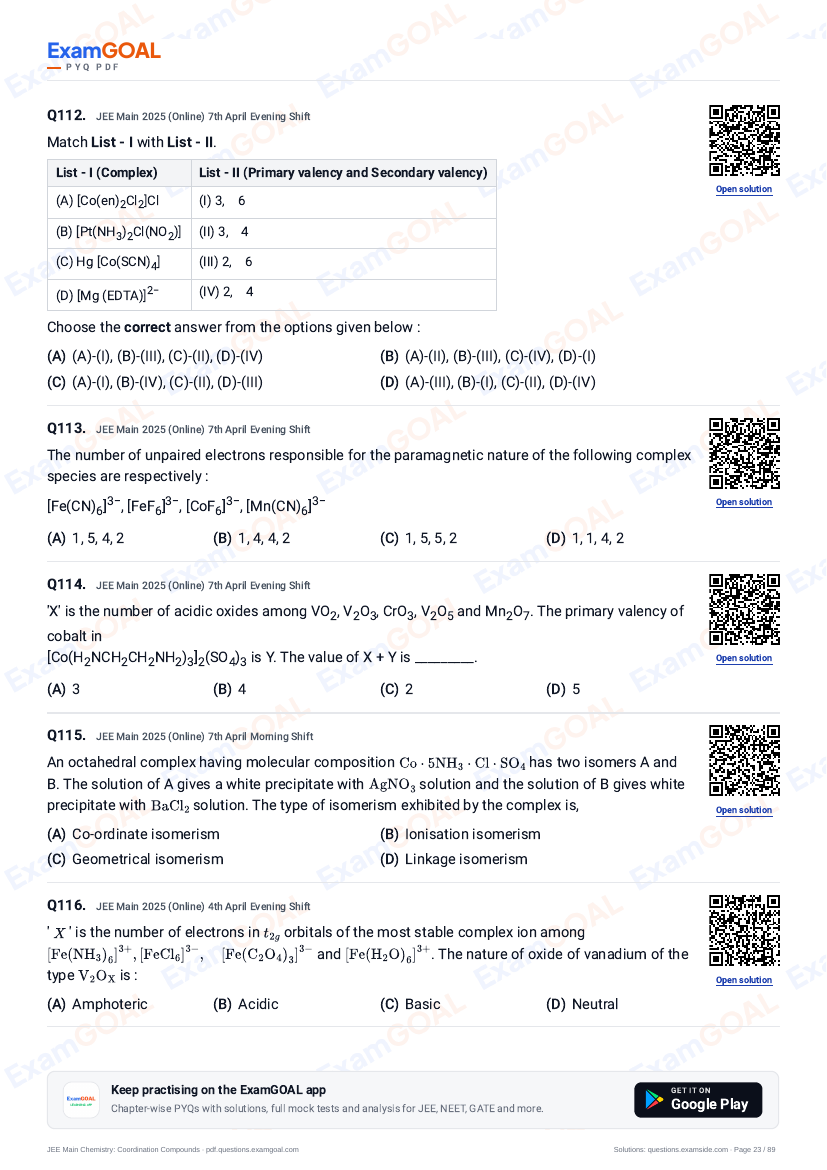 ExamGOAL
PYQ PDF
Q112. JEE Main 2025 (Online) 7th April Evening Shift
Match List - I with List - II.
List - I (Complex) List - II (Primary valency and Secondary valency)
(A) [Co(en)₂Cl₂]Cl (I) 3, 6
(B) [Pt(NH₃)₂Cl(NO₂)] (II) 3, 4
(C) Hg [Co(SCN)₄] (III) 2, 6
(D) [Mg (EDTA)]²⁻ (IV) 2, 4
Choose the correct answer from the options given below :
(A) (A)-(I), (B)-(III), (C)-(II), (D)-(IV) (B) (A)-(II), (B)-(III), (C)-(IV), (D)-(I)
(C) (A)-(I), (B)-(IV), (C)-(II), (D)-(III) (D) (A)-(III), (B)-(I), (C)-(II), (D)-(IV)
Open solution
Q113. JEE Main 2025 (Online) 7th April Evening Shift
The number of unpaired electrons responsible for the paramagnetic nature of the following complex
species are respectively :
[Fe(CN)₆]³⁻, [FeF₆]³⁻, [CoF₆]³⁻, [Mn(CN)₆]³⁻
(A) 1, 5, 4, 2 (B) 1, 4, 4, 2 (C) 1, 5, 5, 2 (D) 1, 1, 4, 2
Open solution
Q114. JEE Main 2025 (Online) 7th April Evening Shift
'X' is the number of acidic oxides among VO₂, V₂O₃, CrO₃, V₂O₅ and Mn₂O₇. The primary valency of
cobalt in
[Co(H₂NCH₂CH₂NH₂)₃]₂(SO₄)₃ is Y. The value of X + Y is _________.
(A) 3 (B) 4 (C) 2 (D) 5
Open solution
Q115. JEE Main 2025 (Online) 7th April Morning Shift
An octahedral complex having molecular composition Co · 5NH₃ · Cl · SO₄ has two isomers A and
B. The solution of A gives a white precipitate with AgNO₃ solution and the solution of B gives white
precipitate with BaCl₂ solution. The type of isomerism exhibited by the complex is,
(A) Co-ordinate isomerism (B) Ionisation isomerism
(C) Geometrical isomerism (D) Linkage isomerism
Open solution
Q116. JEE Main 2025 (Online) 4th April Evening Shift
' X ' is the number of electrons in t₂g orbitals of the most stable complex ion among
[Fe(NH₃)₆]³⁺, [FeCl₆]³⁻, [Fe(C₂O₄)₃]³⁻ and [Fe(H₂O)₆]³⁺. The nature of oxide of vanadium of the
type V₂Oₓ is :
(A) Amphoteric (B) Acidic (C) Basic (D) Neutral
Open solution
Keep practising on the ExamGOAL app
Chapter-wise PYQs with solutions, full mock tests and analysis for JEE, NEET, GATE and more.
GET IT ON
Google Play
JEE Main Chemistry: Coordination Compounds · pdf.questions.examgoal.com Solutions: questions.examside.com · Page 23 / 89